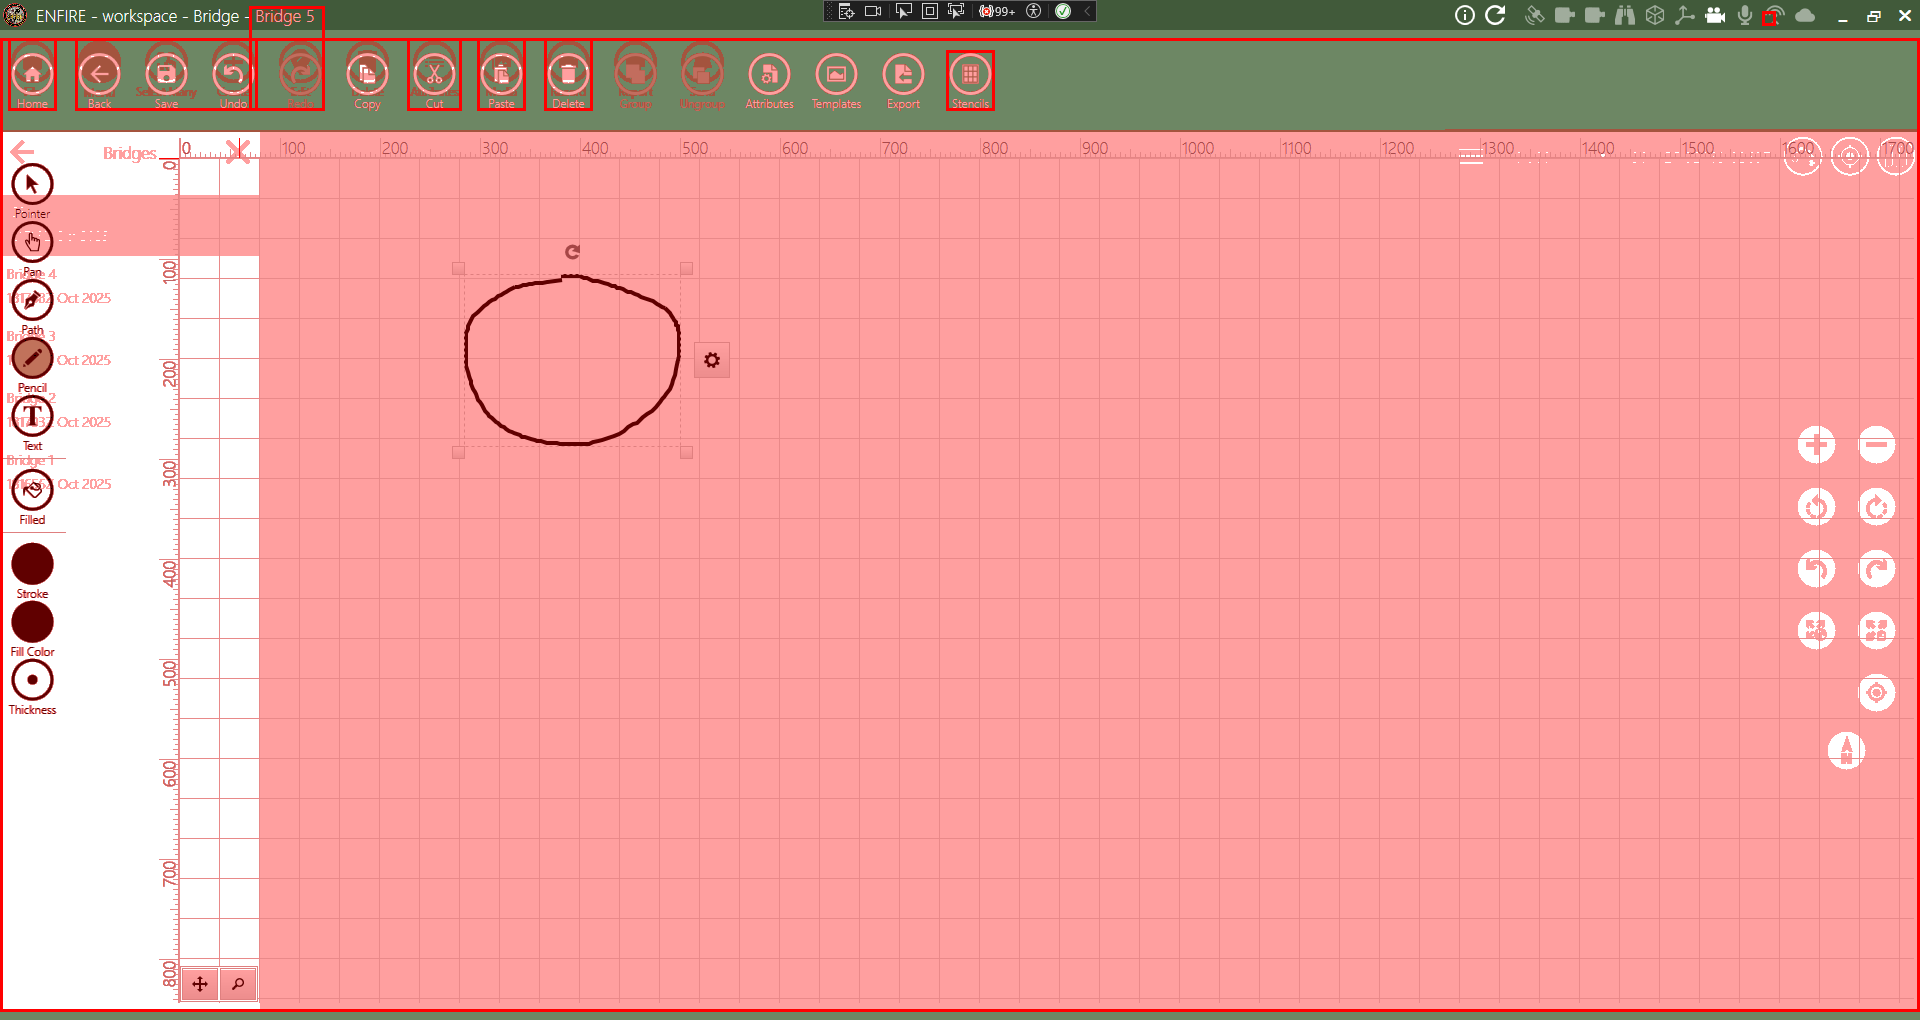 ENFIRE - workspace - Bridge - Bridge 5
99+
Home
Back
Save
Undo
Copy
Cut
Paste
Delete
Attributes
Templates
Export
Stencils
Bridges
0 100 200 300 400 500 600 700 800 900 1000 1100 1200 1300 1400 1500 1600 1700
0
100
200
300
400
500
600
700
800
Pointer
Pan
Bridge 4
Oct 2025
Path
Bridge 3
Oct 2025
Pencil
Bridge 2
Oct 2025
T
Text
Bridge 1
Oct 2025
Filled
Stroke
Fill Color
Thickness
N